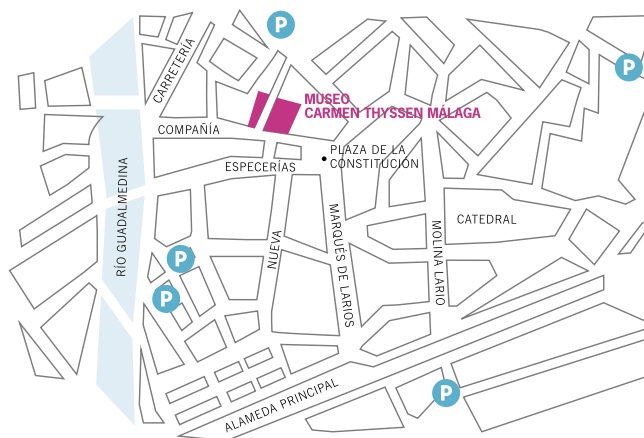 P
P
CARRETERÍA
MUSEO
CARMEN THYSSEN MÁLAGA
COMPAÑÍA
PLAZA DE LA
CONSTITUCIÓN
ESPECERÍAS
RÍO GUADALMEDINA
MARQUÉS DE LARIOS
MOLINA LARIO
CATEDRAL
NUEVA
P
P
ALAMEDA PRINCIPAL
P